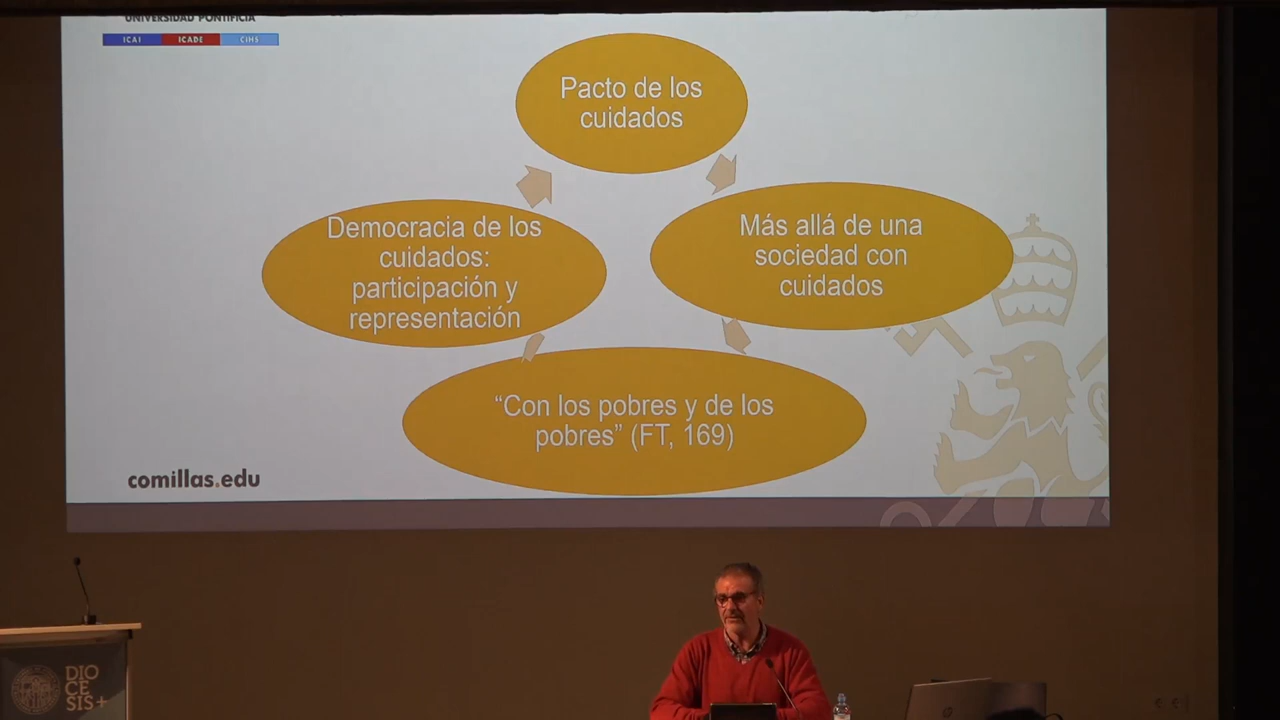 UNIVERSIDAD PONTIFICIA
ICAI ICADE CIHS
Pacto de los
cuidados
Democracia de los
cuidados:
participación y
representación
Más allá de una
sociedad con
cuidados
“Con los pobres y de los
pobres” (FT, 169)
comillas.edu
DIO
CE
SIS+